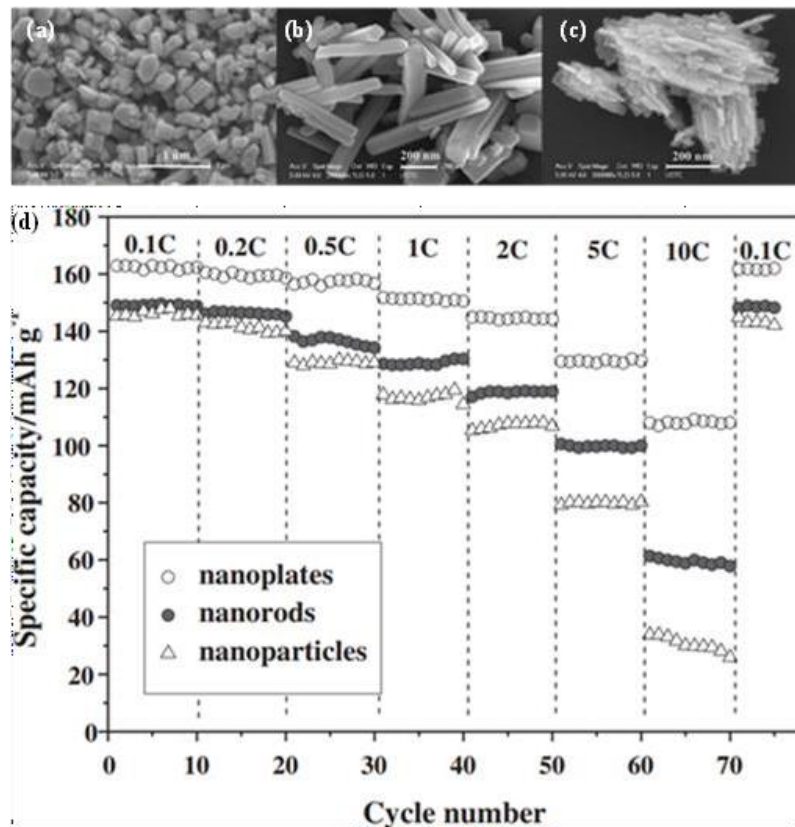 (a)
(b)
(c)
1 um
200 nm
200 nm
(d)
180
160
140
120
100
80
60
40
20
0
0.1C
0.2C
0.5C
1C
2C
5C
10C
0.1C
Specific capacity/mAh g
nanoplates
nanorods
nanoparticles
0
10
20
30
40
50
60
70
Cycle number